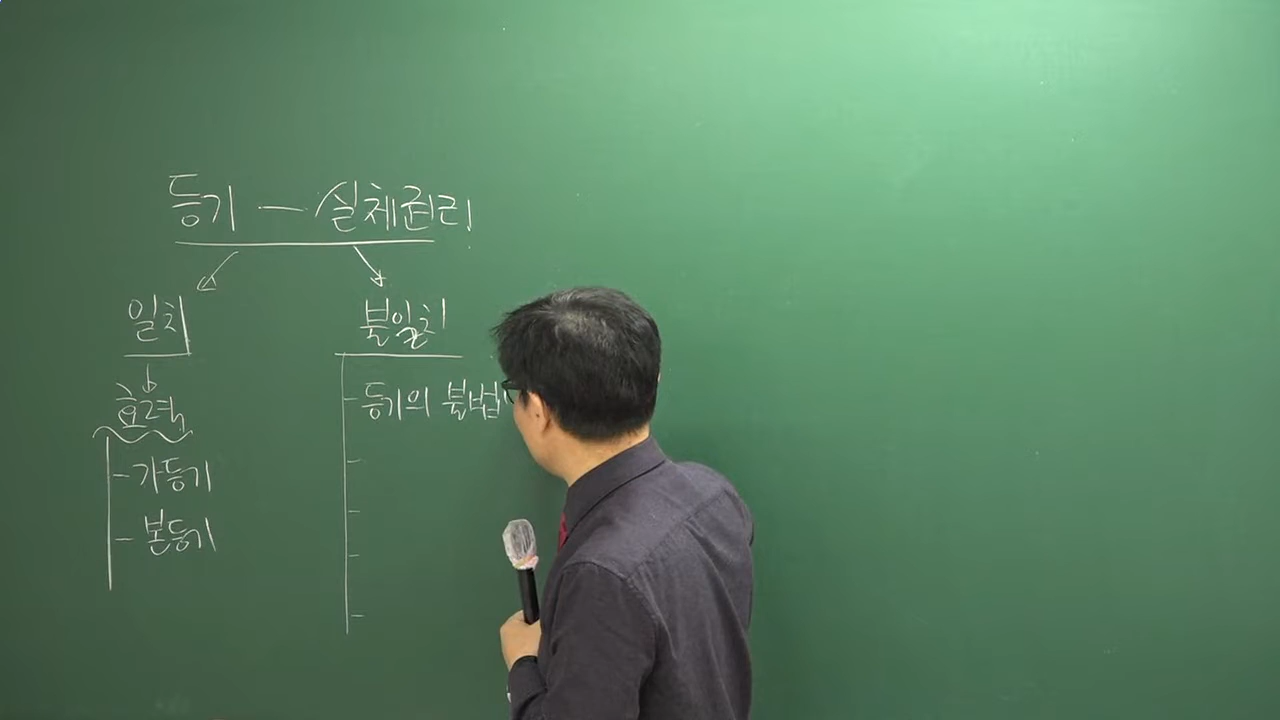 등기 — 실체권리
일치
효력
- 가등기
- 본등기
불일치
- 등기의 불법